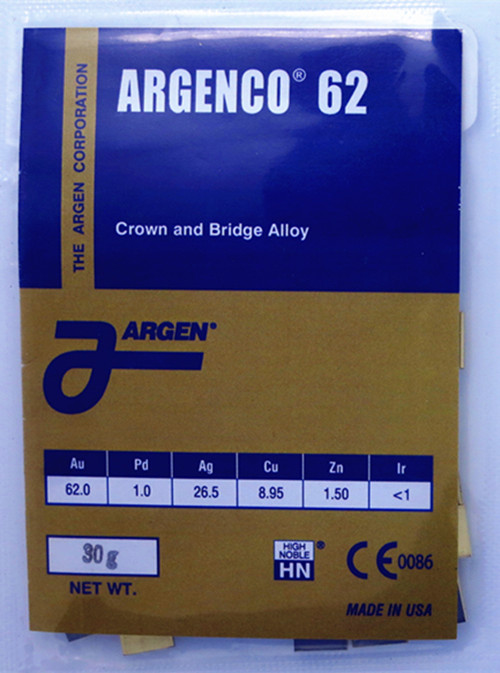 THE ARGEN CORPORATION
ARGENCO® 62
Crown and Bridge Alloy
ARGEN®
Au Pd Ag Cu Zn Ir
62.0 1.0 26.5 8.95 1.50 <1
30 g
NET WT.
HIGH NOBLE ®
HN
CE 0086
MADE IN USA